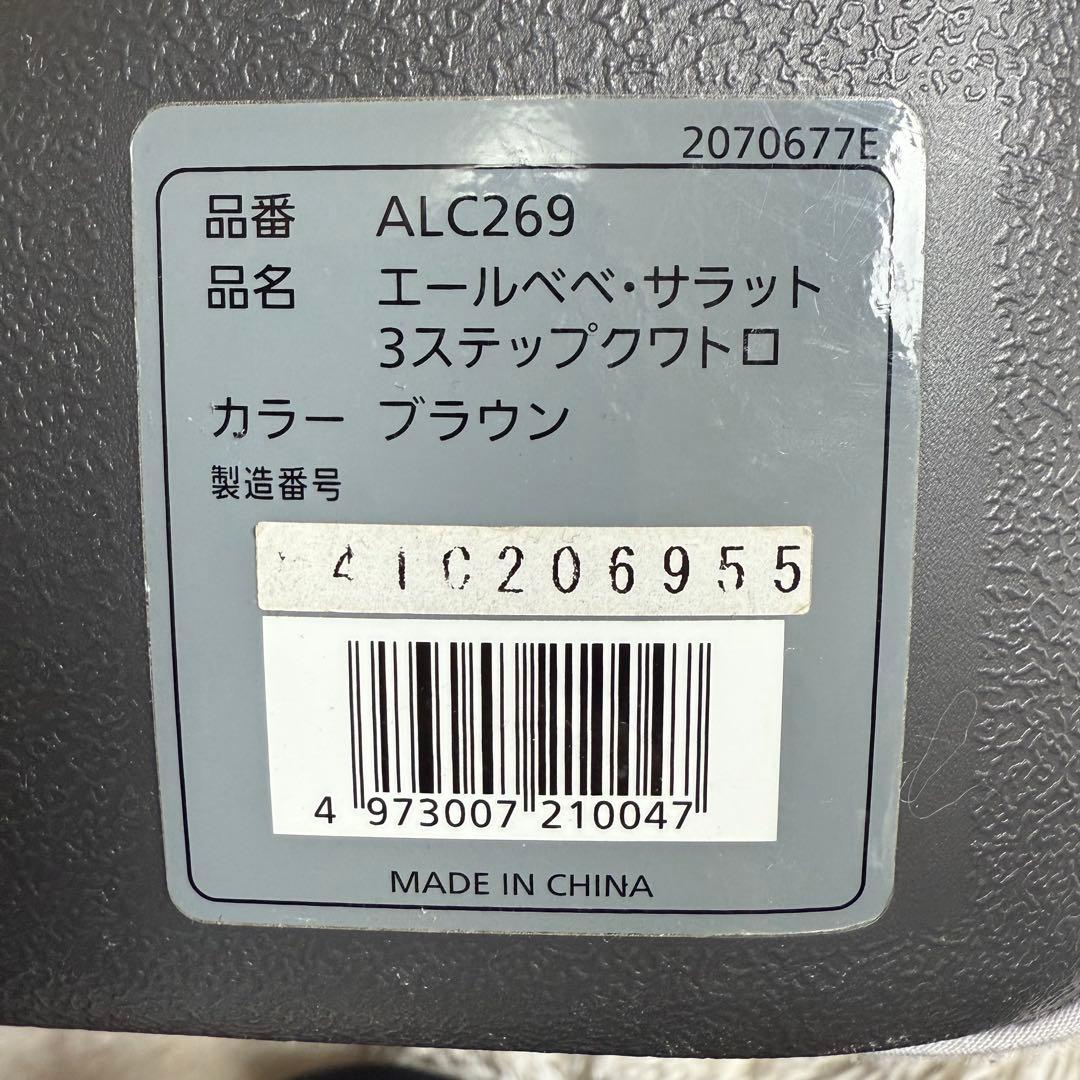 2070677E
品番 ALC269
品名 エールベベ・サラット
3ステップクワトロ
カラー ブラウン
製造番号
41C206955
4 973007 210047
MADE IN CHINA